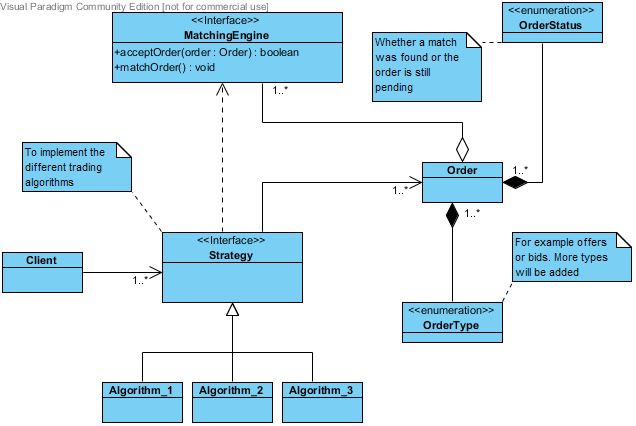 Visual Paradigm Community Edition [not for commercial use]
<<Interface>>
MatchingEngine
+acceptOrder(order : Order) : boolean
+matchOrder() : void
1..*
<<enumeration>>
OrderStatus
Whether a match
was found or the
order is still
pending
To implement the
different trading
algorithms
Order
1..*
1..*
1..*
<<Interface>>
Strategy
Client
1..*
For example offers
or bids. More types
will be added
<<enumeration>>
OrderType
Algorithm_1
Algorithm_2
Algorithm_3